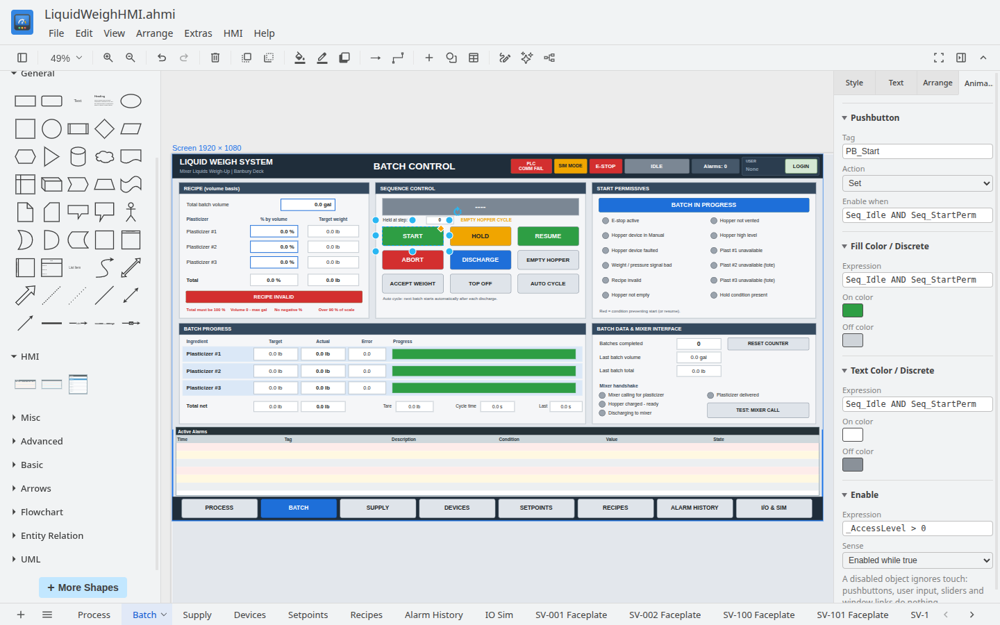 LiquidWeighHMI.ahmi
File Edit View Arrange Extras HMI Help
49%
General
Text
Heading
List Item
HMI
Misc
Advanced
Basic
Arrows
Flowchart
Entity Relation
UML
+ More Shapes
Screen 1920 × 1080
LIQUID WEIGH SYSTEM
Mixer Liquids Weigh-Up | Banbury Deck
BATCH CONTROL
PLC
COMM FAIL
SIM MODE
E-STOP
IDLE
Alarms: 0
USER
None
LOGIN
RECIPE (volume basis)
Total batch volume 0.0 gal
Plasticizer % by volume Target weight
Plasticizer #1 0.0 % 0.0 lb
Plasticizer #2 0.0 % 0.0 lb
Plasticizer #3 0.0 % 0.0 lb
Total 0.0 % 0.0 lb
RECIPE INVALID
Total must be 100 % Volume 0 - max gal No negative % Over 90 % of scale
SEQUENCE CONTROL
----
Held at step: 0 EMPTY HOPPER CYCLE
START HOLD RESUME
ABORT DISCHARGE EMPTY HOPPER
ACCEPT WEIGHT TOP OFF AUTO CYCLE
Auto cycle: next batch starts automatically after each discharge.
START PERMISSIVES
BATCH IN PROGRESS
E-stop active Hopper not vented
Hopper device in Manual Hopper high level
Hopper device faulted Plast #1 unavailable
Weight / pressure signal bad Plast #2 unavailable (tote)
Recipe invalid Plast #3 unavailable (tote)
Hopper not empty Hold condition present
Red = condition preventing start (or resume).
BATCH PROGRESS
Ingredient Target Actual Error Progress
Plasticizer #1 0.0 lb 0.0 lb 0.0
Plasticizer #2 0.0 lb 0.0 lb 0.0
Plasticizer #3 0.0 lb 0.0 lb 0.0
Total net 0.0 lb 0.0 lb Tare 0.0 lb Cycle time 0.0 s Last 0.0 s
BATCH DATA & MIXER INTERFACE
Batches completed 0 RESET COUNTER
Last batch volume 0.0 gal
Last batch total 0.0 lb
Mixer handshake
Mixer calling for plasticizer Plasticizer delivered
Hopper charged - ready
Discharging to mixer
TEST: MIXER CALL
Active Alarms
Time Tag Description Condition Value State
PROCESS BATCH SUPPLY DEVICES SETPOINTS RECIPES ALARM HISTORY I/O & SIM
Style Text Arrange Anima...
Pushbutton
Tag
PB_Start
Action
Set
Enable when
Seq_Idle AND Seq_StartPerm
Fill Color / Discrete
Expression
Seq_Idle AND Seq_StartPerm
On color
Off color
Text Color / Discrete
Expression
Seq_Idle AND Seq_StartPerm
On color
Off color
Enable
Expression
_AccessLevel > 0
Sense
Enabled while true
A disabled object ignores touch:
pushbuttons, user input, sliders and
window links do nothing
Process Batch Supply Devices Setpoints Recipes Alarm History IO Sim SV-001 Faceplate SV-002 Faceplate SV-100 Faceplate SV-101 Faceplate SV-1